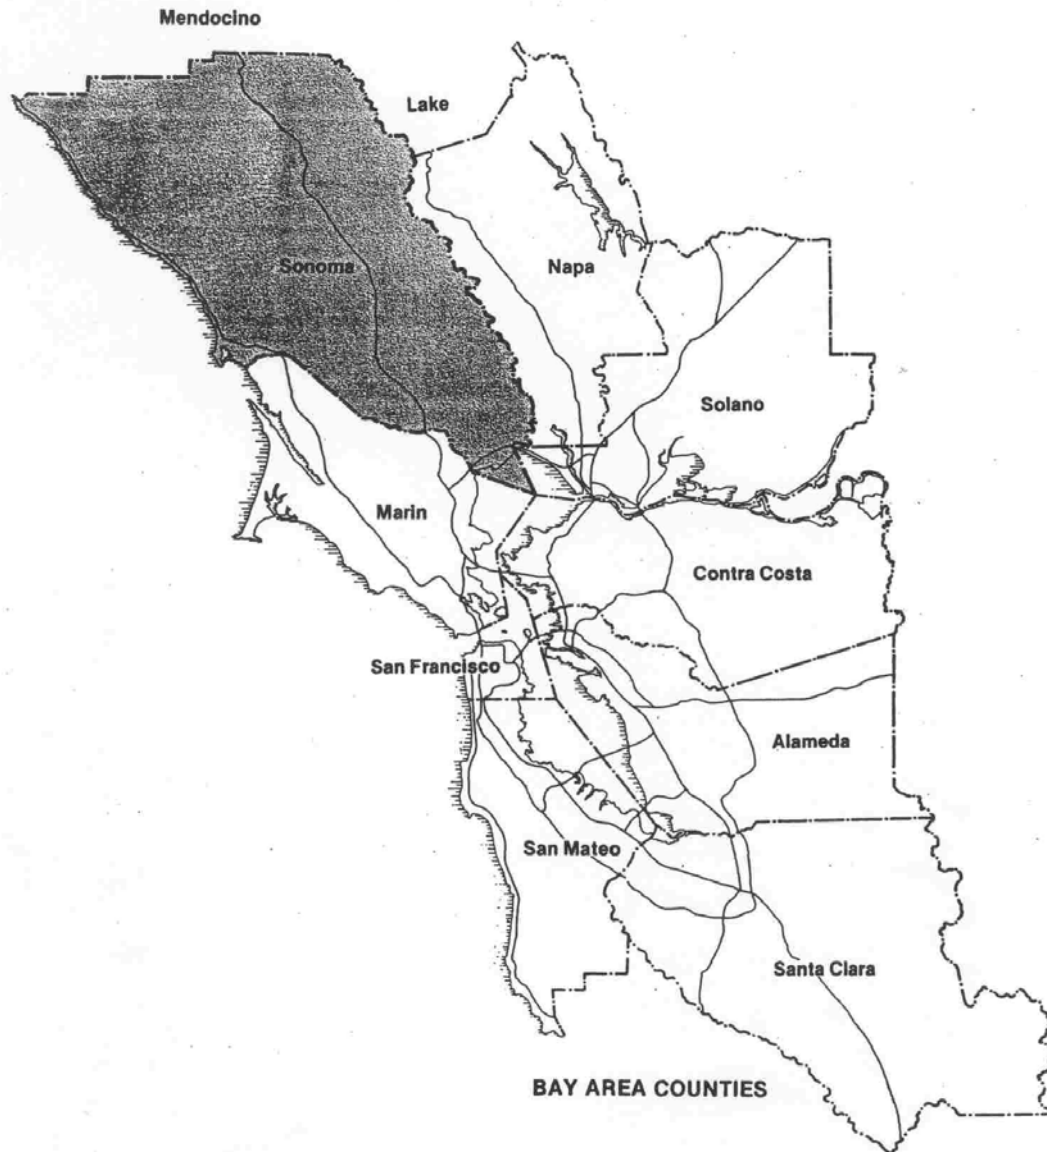 Mendocino
Lake
Sonoma
Napa
Solano
Marin
Contra Costa
San Francisco
Alameda
San Mateo
Santa Clara
BAY AREA COUNTIES